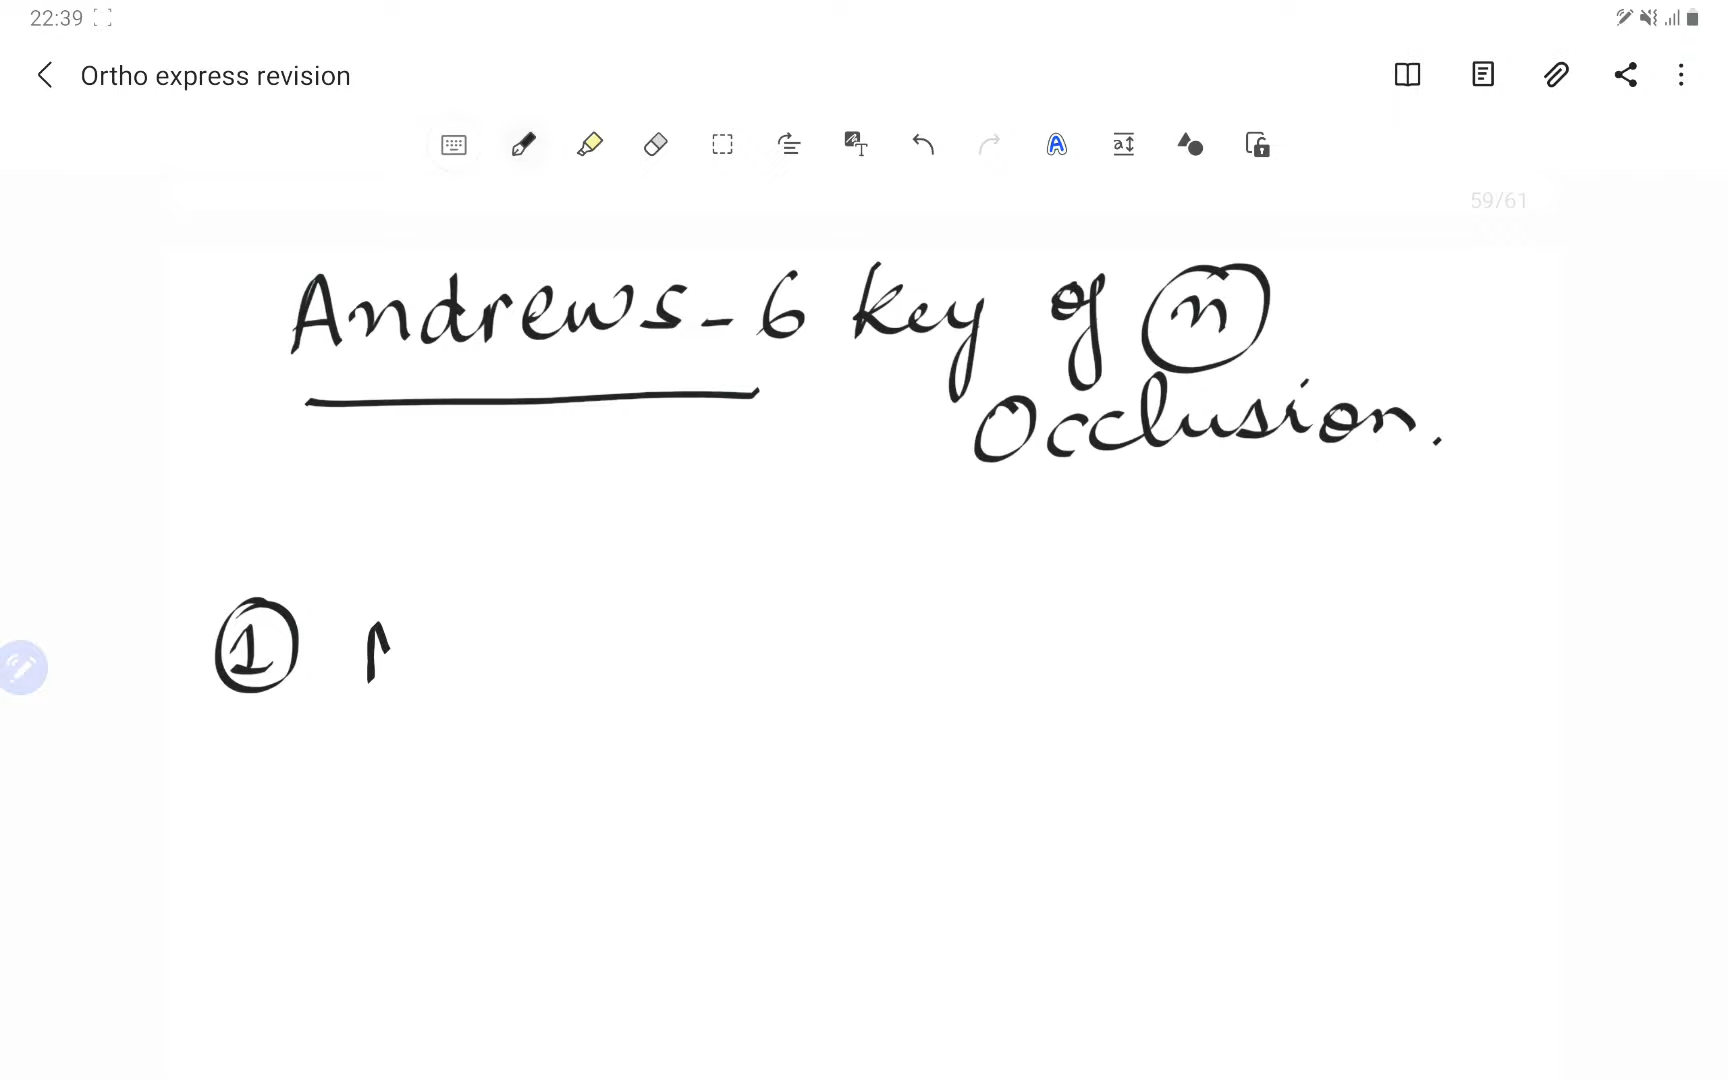 22:39
Ortho express revision
59/61
Andrews - 6 key of n
Occlusion.
1